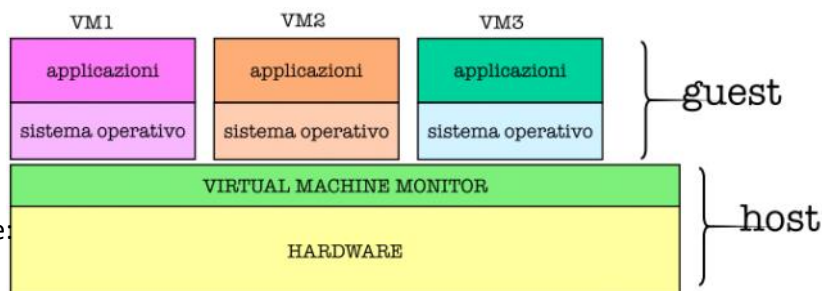 VM1 VM2 VM3
applicazioni applicazioni applicazioni
guest
sistema operativo sistema operativo sistema operativo
VIRTUAL MACHINE MONITOR
host
e:
HARDWARE